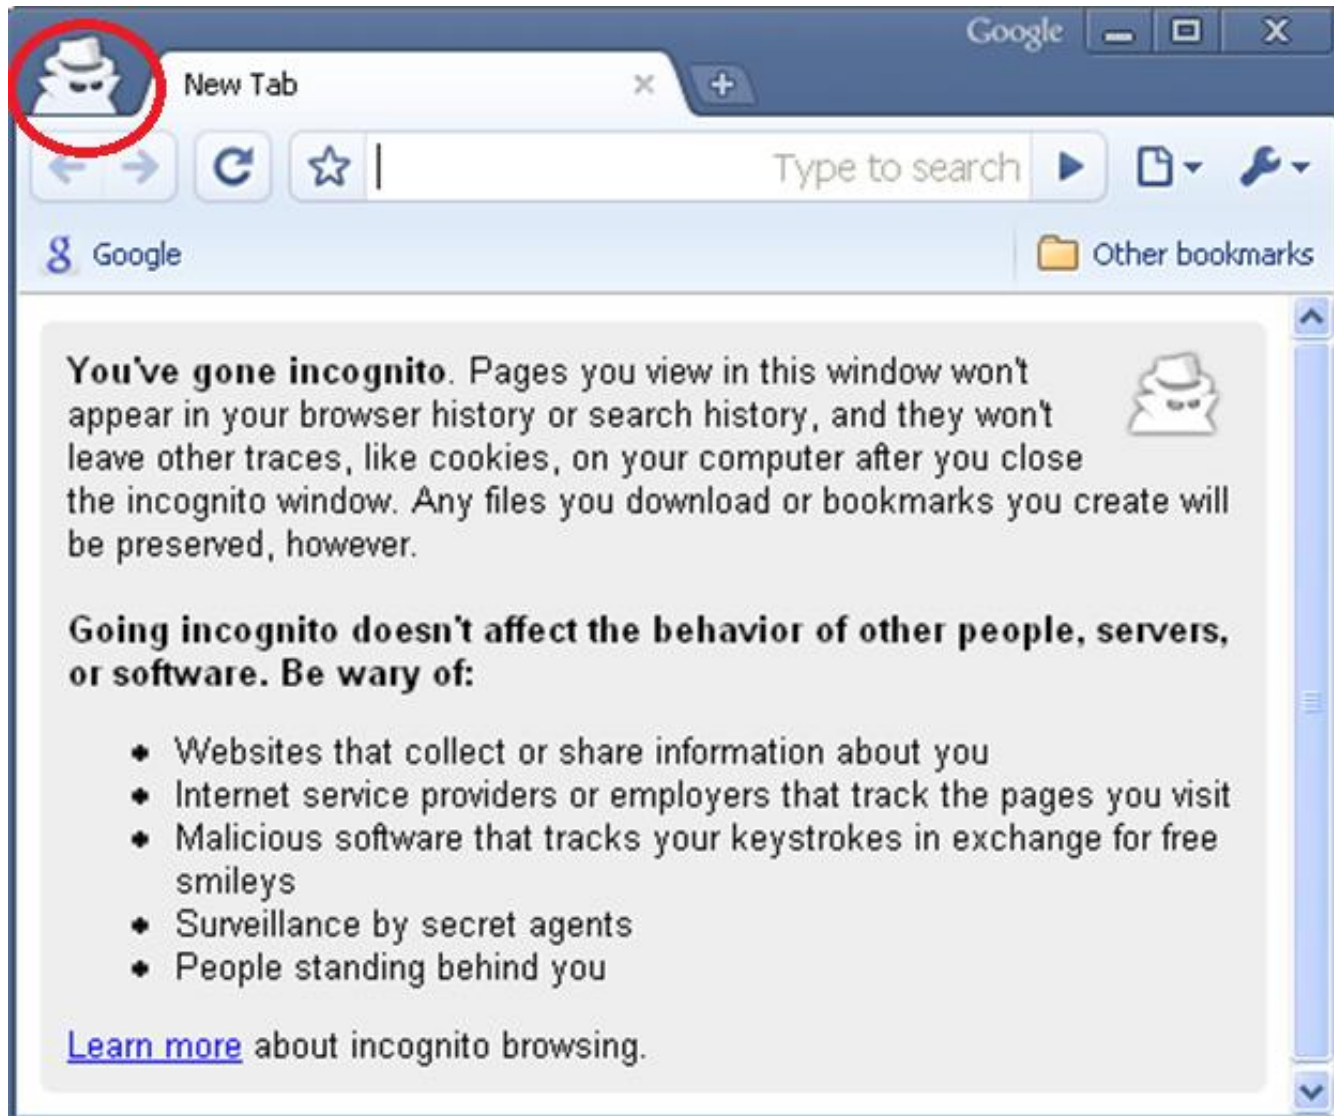 Google
New Tab
Type to search
Google
Other bookmarks
You've gone incognito. Pages you view in this window won't
appear in your browser history or search history, and they won't
leave other traces, like cookies, on your computer after you close
the incognito window. Any files you download or bookmarks you create will
be preserved, however.
Going incognito doesn't affect the behavior of other people, servers,
or software. Be wary of:
Websites that collect or share information about you
Internet service providers or employers that track the pages you visit
Malicious software that tracks your keystrokes in exchange for free
smileys
Surveillance by secret agents
People standing behind you
Learn more about incognito browsing.